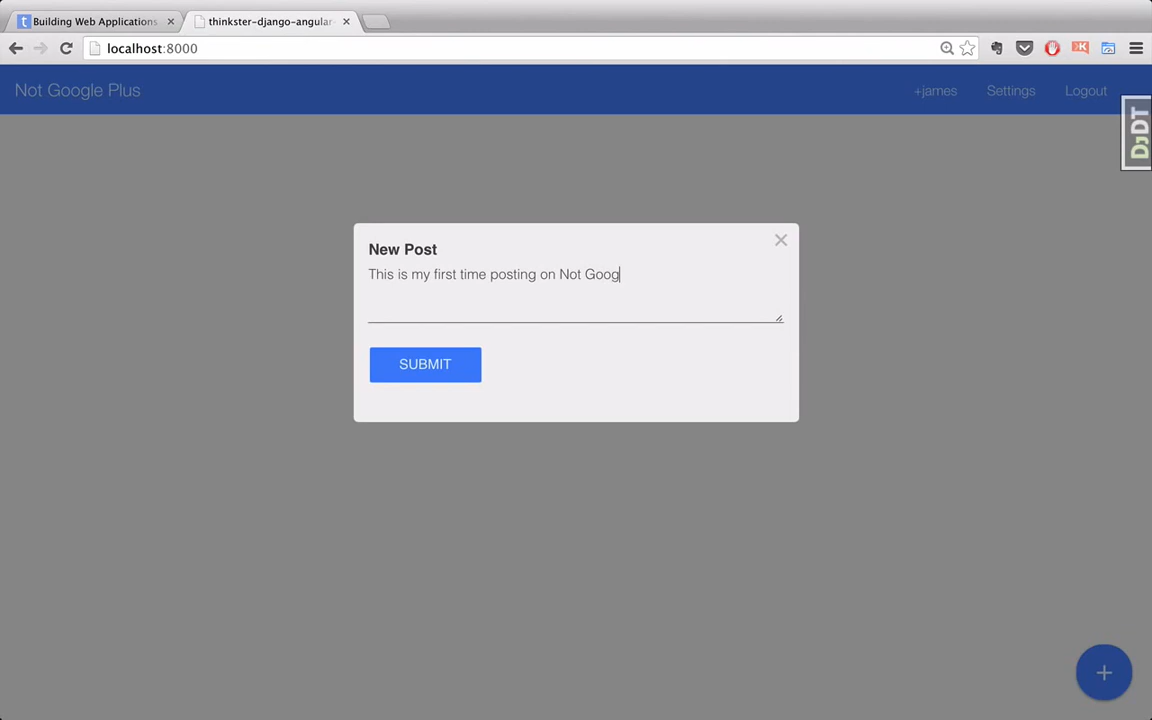 Building Web Applications
thinkster-django-angular-
localhost:8000
Not Google Plus
+james
Settings
Logout
DjDT
New Post
This is my first time posting on Not Goog
SUBMIT